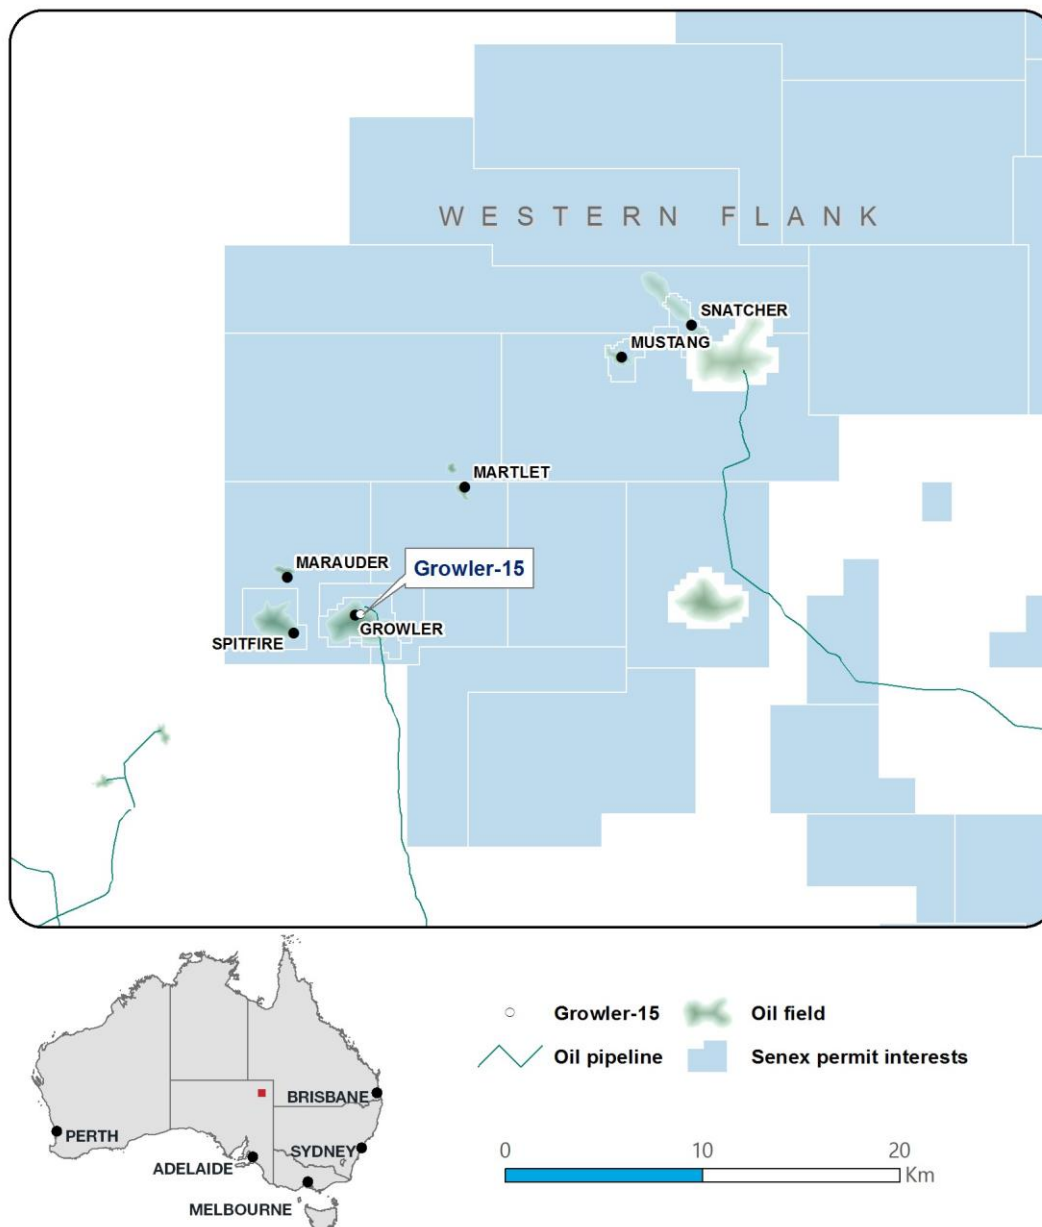 WESTERN FLANK
SNATCHER
MUSTANG
MARTLET
MARAUDER
Growler-15
GROWLER
SPITFIRE
Growler-15
Oil field
Oil pipeline
Senex permit interests
BRISBANE
PERTH
SYDNEY
ADELAIDE
MELBOURNE
0 10 20
Km